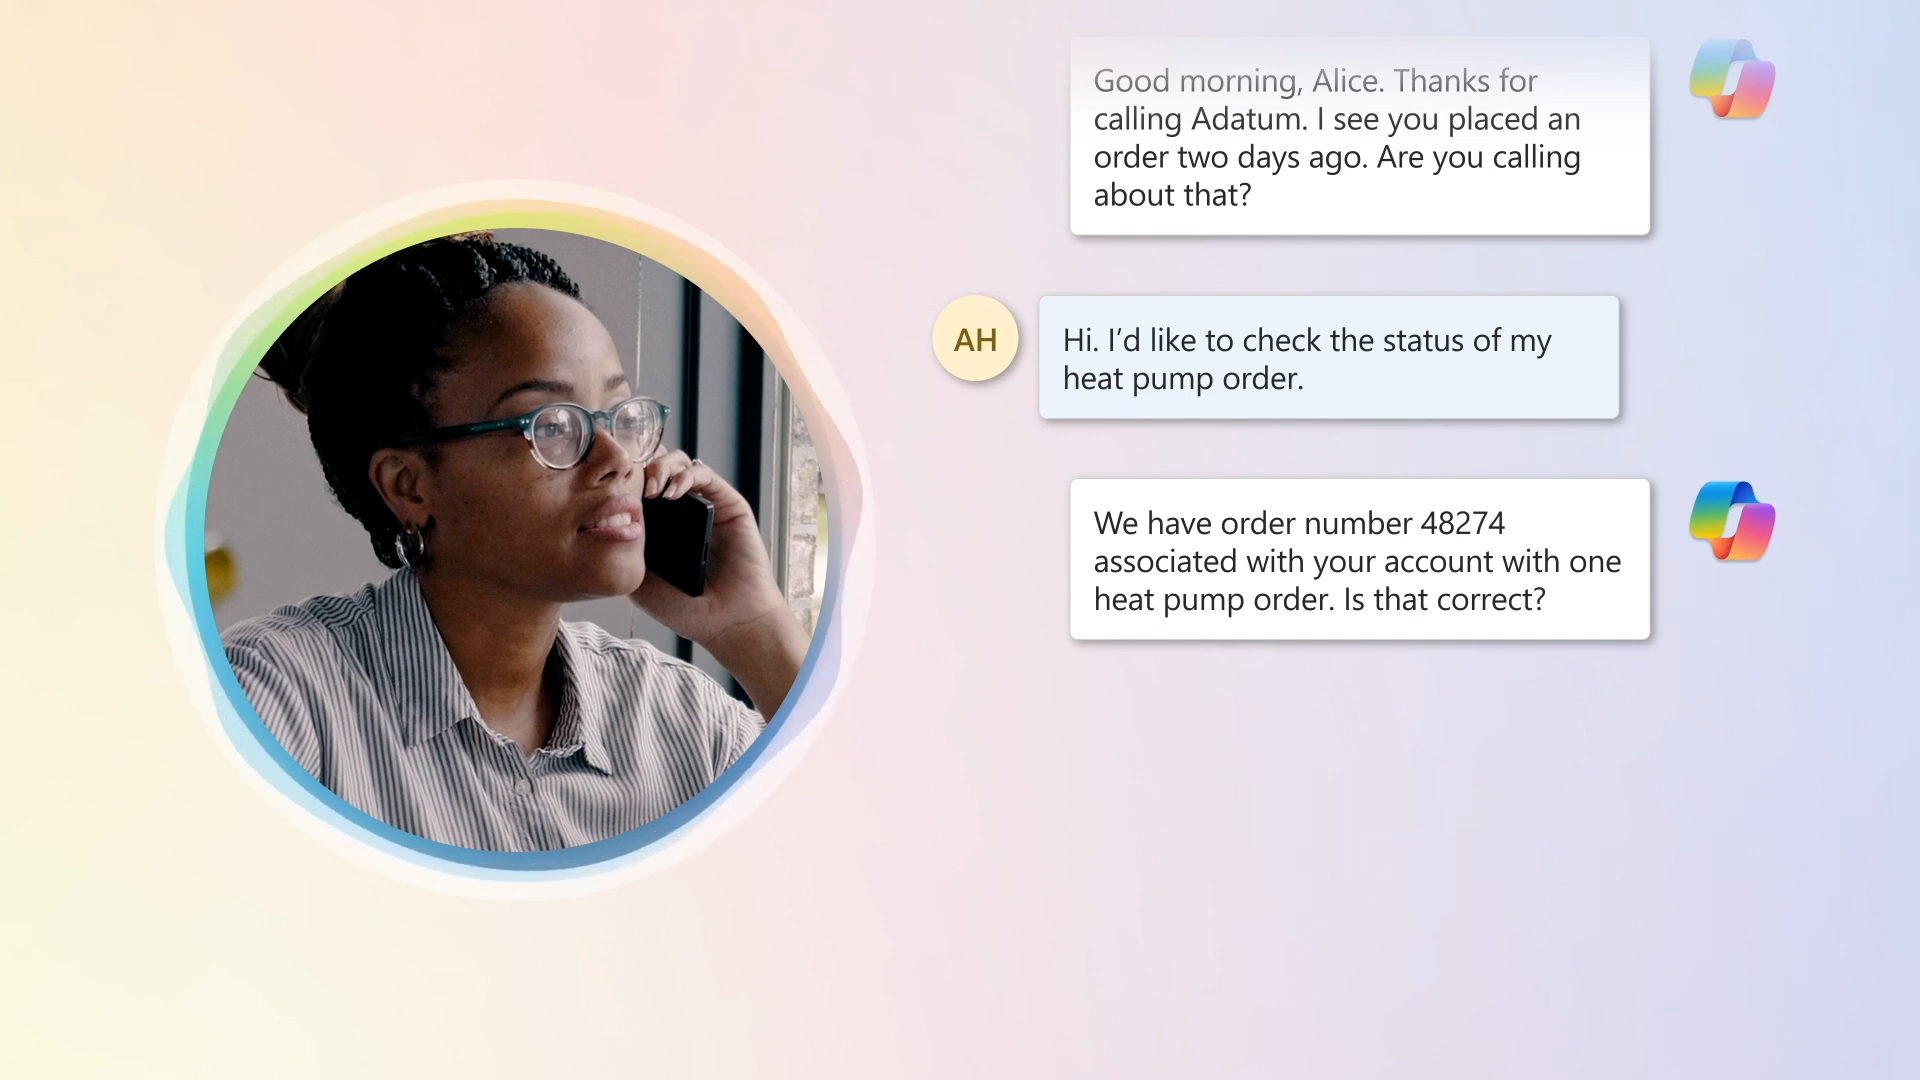 Good morning, Alice. Thanks for
calling Adatum. I see you placed an
order two days ago. Are you calling
about that?
AH
Hi. I’d like to check the status of my
heat pump order.
We have order number 48274
associated with your account with one
heat pump order. Is that correct?